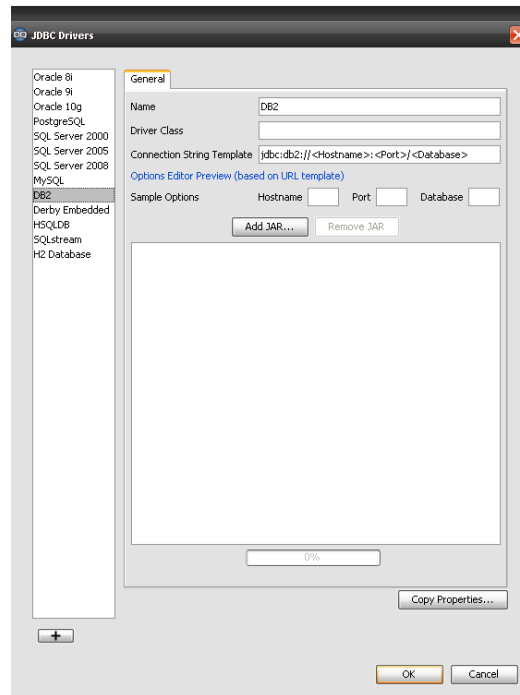 JDBC Drivers
Oracle 8i
Oracle 9i
Oracle 10g
PostgreSQL
SQL Server 2000
SQL Server 2005
SQL Server 2008
MySQL
DB2
Derby Embedded
HSQLDB
SQLstream
H2 Database
General
Name DB2
Driver Class
Connection String Template jdbc:db2://<Hostname>:<Port>/<Database>
Options Editor Preview (based on URL template)
Sample Options Hostname Port Database
Add JAR... Remove JAR
0%
Copy Properties...
+
OK Cancel